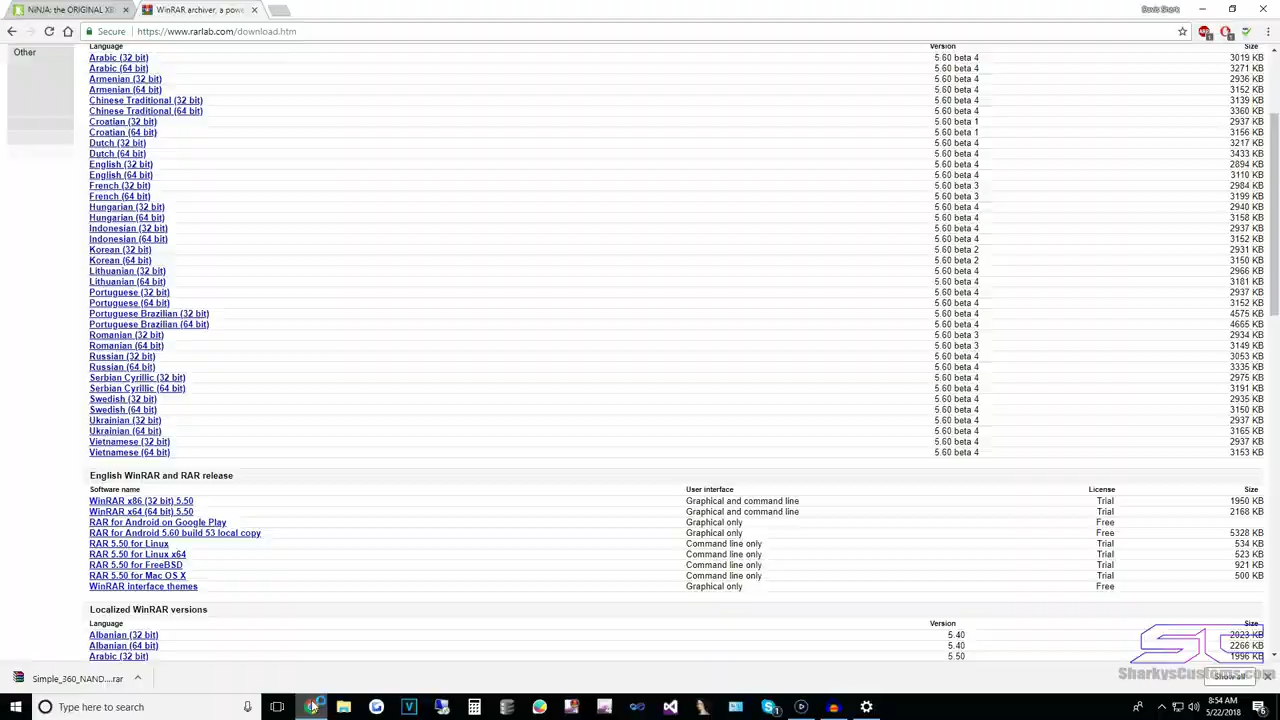 NiNJA: the ORIGINAL XB
WinRAR archiver, a powe
Secure https://www.rarlab.com/download.htm
Other
Language Version Size
Arabic (32 bit) 5.60 beta 4 3019 KB
Arabic (64 bit) 5.60 beta 4 3271 KB
Armenian (32 bit) 5.60 beta 4 2936 KB
Armenian (64 bit) 5.60 beta 4 3152 KB
Chinese Traditional (32 bit) 5.60 beta 4 3139 KB
Chinese Traditional (64 bit) 5.60 beta 4 3360 KB
Croatian (32 bit) 5.60 beta 1 2937 KB
Croatian (64 bit) 5.60 beta 1 3156 KB
Dutch (32 bit) 5.60 beta 4 3217 KB
Dutch (64 bit) 5.60 beta 4 3433 KB
English (32 bit) 5.60 beta 4 2894 KB
English (64 bit) 5.60 beta 4 3110 KB
French (32 bit) 5.60 beta 3 2984 KB
French (64 bit) 5.60 beta 3 3199 KB
Hungarian (32 bit) 5.60 beta 4 2940 KB
Hungarian (64 bit) 5.60 beta 4 3158 KB
Indonesian (32 bit) 5.60 beta 4 2937 KB
Indonesian (64 bit) 5.60 beta 4 3152 KB
Korean (32 bit) 5.60 beta 2 2931 KB
Korean (64 bit) 5.60 beta 2 3150 KB
Lithuanian (32 bit) 5.60 beta 4 2966 KB
Lithuanian (64 bit) 5.60 beta 4 3181 KB
Portuguese (32 bit) 5.60 beta 4 2937 KB
Portuguese (64 bit) 5.60 beta 4 3152 KB
Portuguese Brazilian (32 bit) 5.60 beta 4 4575 KB
Portuguese Brazilian (64 bit) 5.60 beta 4 4665 KB
Romanian (32 bit) 5.60 beta 3 2934 KB
Romanian (64 bit) 5.60 beta 3 3149 KB
Russian (32 bit) 5.60 beta 4 3053 KB
Russian (64 bit) 5.60 beta 4 3335 KB
Serbian Cyrillic (32 bit) 5.60 beta 4 2975 KB
Serbian Cyrillic (64 bit) 5.60 beta 4 3191 KB
Swedish (32 bit) 5.60 beta 4 2935 KB
Swedish (64 bit) 5.60 beta 4 3150 KB
Ukrainian (32 bit) 5.60 beta 4 2937 KB
Ukrainian (64 bit) 5.60 beta 4 3165 KB
Vietnamese (32 bit) 5.60 beta 4 2937 KB
Vietnamese (64 bit) 5.60 beta 4 3153 KB
English WinRAR and RAR release
Software name User interface License Size
WinRAR x86 (32 bit) 5.50 Graphical and command line Trial 1950 KB
WinRAR x64 (64 bit) 5.50 Graphical and command line Trial 2168 KB
RAR for Android on Google Play Graphical only Free
RAR for Android 5.60 build 53 local copy Graphical only Free 5328 KB
RAR 5.50 for Linux Command line only Trial 534 KB
RAR 5.50 for Linux x64 Command line only Trial 523 KB
RAR 5.50 for FreeBSD Command line only Trial 921 KB
RAR 5.50 for Mac OS X Command line only Trial 500 KB
WinRAR interface themes Graphical only Free
Localized WinRAR versions
Language Version Size
Albanian (32 bit) 5.40 2023 KB
Albanian (64 bit) 5.40 2266 KB
Arabic (32 bit) 5.50 1996 KB
Simple_360_NAND....rar
Show all
SharkysCustoms.com
Type here to search
8:54 AM
5/22/2018